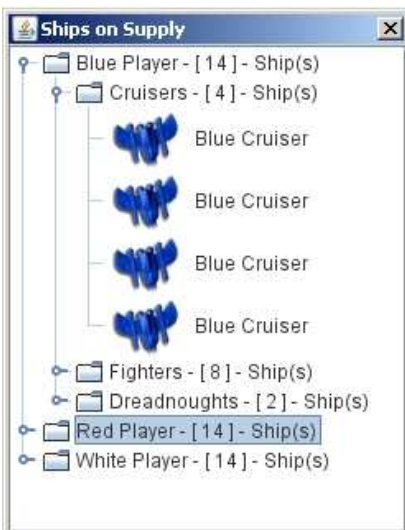 Ships on Supply
Blue Player - [ 14 ] - Ship(s)
Cruisers - [ 4 ] - Ship(s)
Blue Cruiser
Blue Cruiser
Blue Cruiser
Blue Cruiser
Fighters - [ 8 ] - Ship(s)
Dreadnoughts - [ 2 ] - Ship(s)
Red Player - [ 14 ] - Ship(s)
White Player - [ 14 ] - Ship(s)